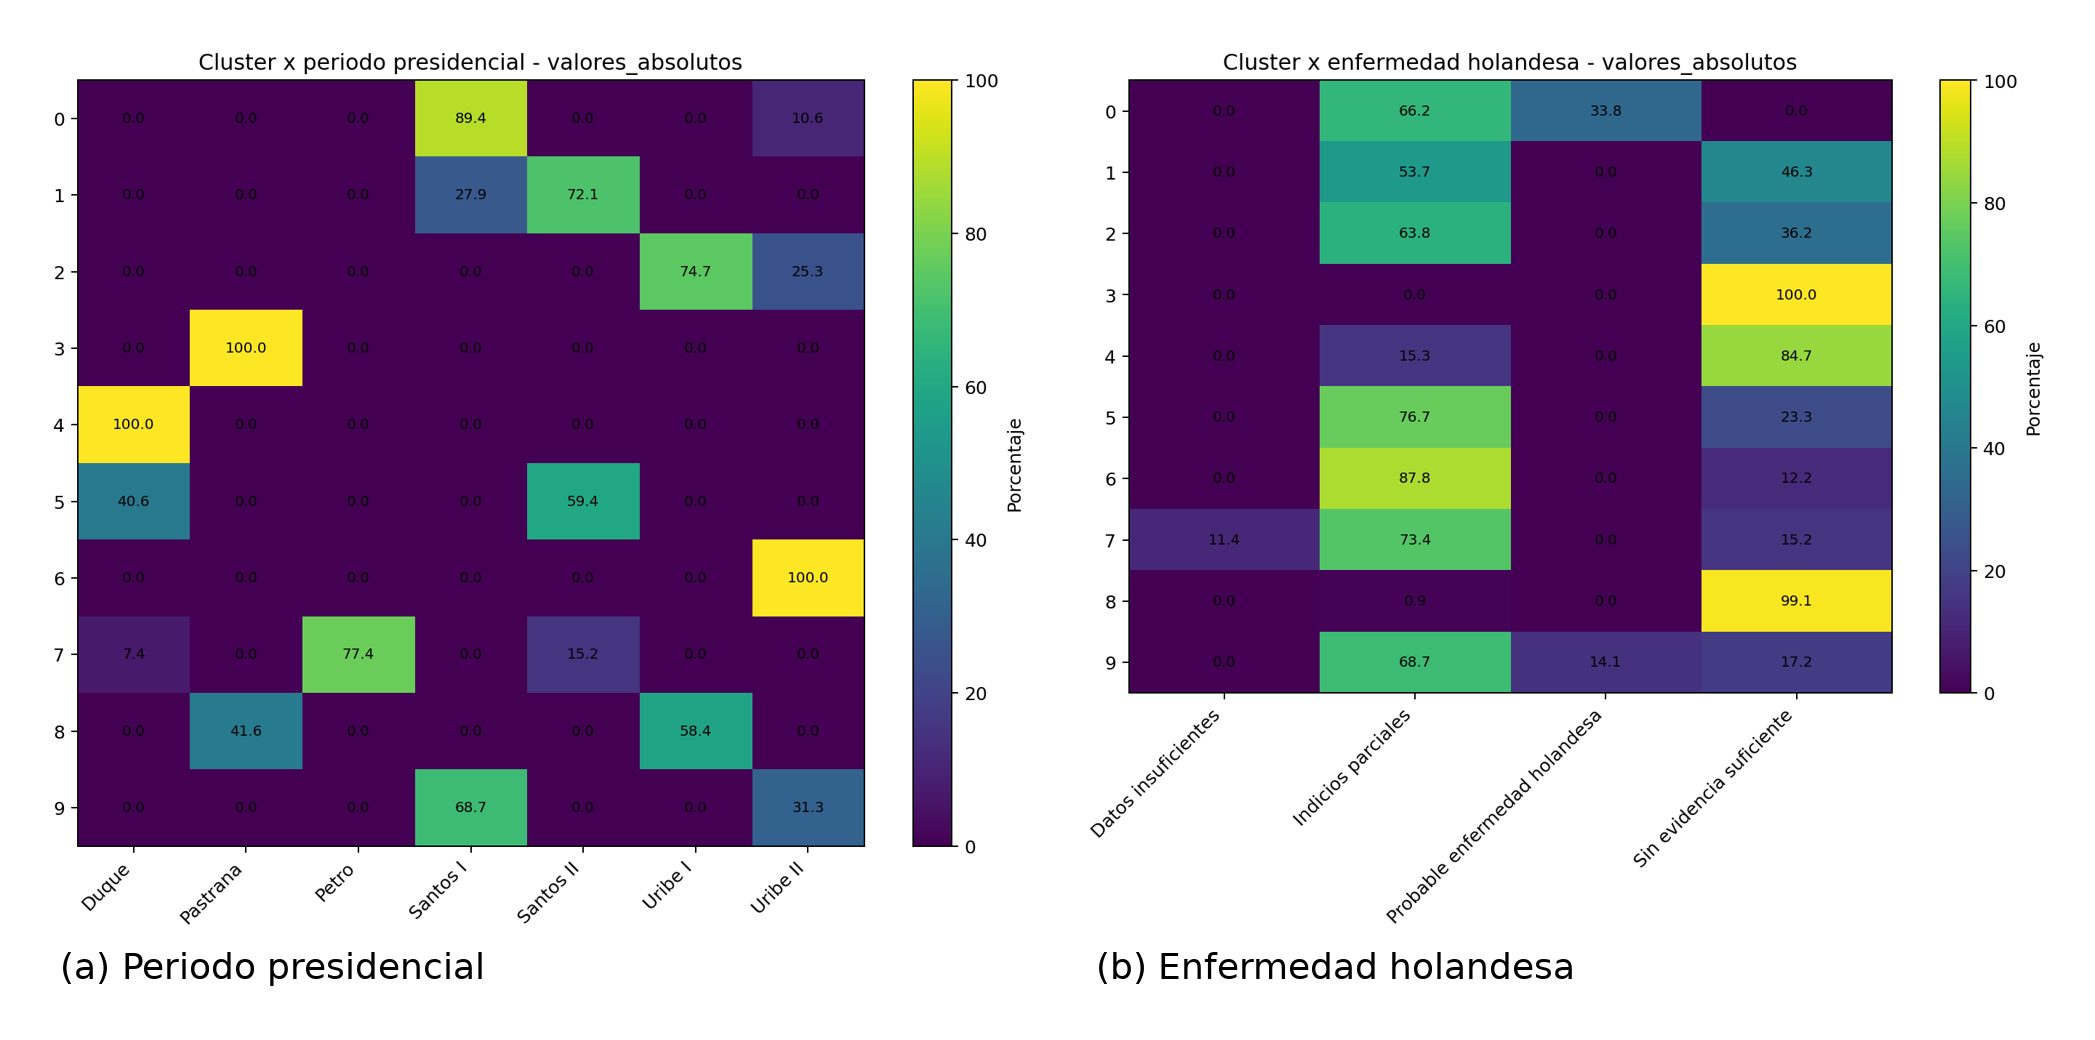 Cluster x periodo presidencial - valores_absolutos
0 0.0 0.0 0.0 89.4 0.0 0.0 10.6
1 0.0 0.0 0.0 27.9 72.1 0.0 0.0
2 0.0 0.0 0.0 0.0 0.0 74.7 25.3
3 0.0 100.0 0.0 0.0 0.0 0.0 0.0
4 100.0 0.0 0.0 0.0 0.0 0.0 0.0
5 40.6 0.0 0.0 0.0 59.4 0.0 0.0
6 0.0 0.0 0.0 0.0 0.0 0.0 100.0
7 7.4 0.0 77.4 0.0 15.2 0.0 0.0
8 0.0 41.6 0.0 0.0 0.0 58.4 0.0
9 0.0 0.0 0.0 68.7 0.0 0.0 31.3
Duque Pastrana Petro Santos I Santos II Uribe I Uribe II
100
80
60
40
20
0
Porcentaje
(a) Periodo presidencial
Cluster x enfermedad holandesa - valores_absolutos
0 0.0 66.2 33.8 0.0
1 0.0 53.7 0.0 46.3
2 0.0 63.8 0.0 36.2
3 0.0 0.0 0.0 100.0
4 0.0 15.3 0.0 84.7
5 0.0 76.7 0.0 23.3
6 0.0 87.8 0.0 12.2
7 11.4 73.4 0.0 15.2
8 0.0 0.9 0.0 99.1
9 0.0 68.7 14.1 17.2
Datos insuficientes
Indicios parciales
Probable enfermedad holandesa
Sin evidencia suficiente
100
80
60
40
20
0
Porcentaje
(b) Enfermedad holandesa